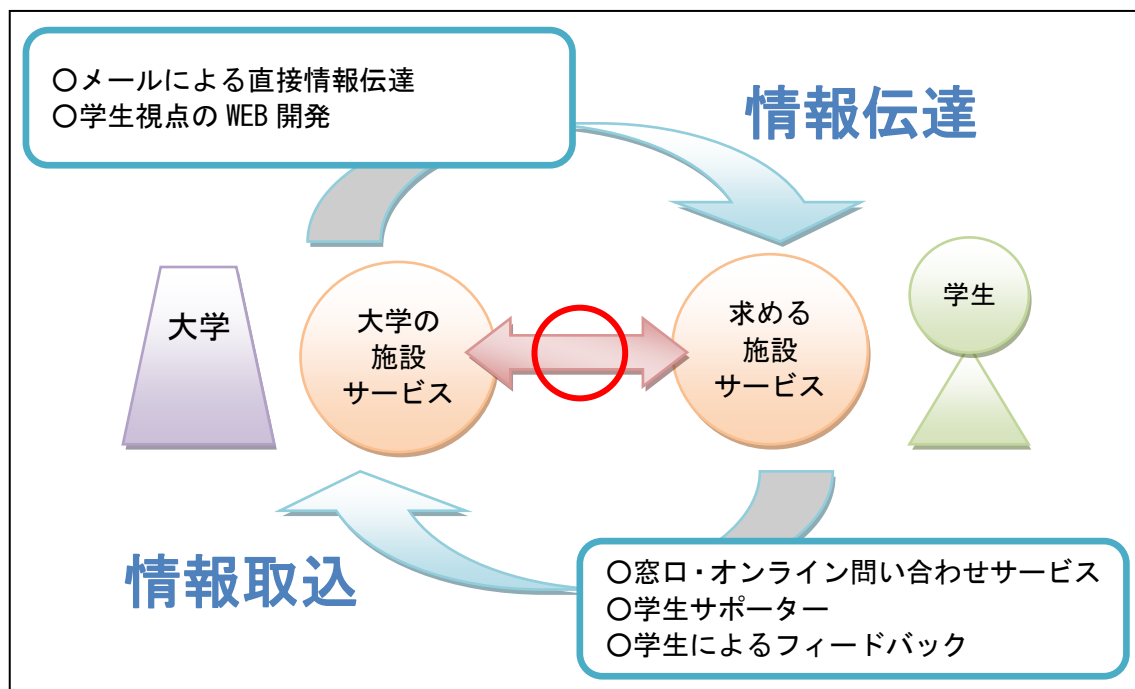 〇メールによる直接情報伝達
〇学生視点の WEB 開発
情報伝達
大学
大学の
施設
サービス
求める
施設
サービス
学生
情報取込
〇窓口・オンライン問い合わせサービス
〇学生サポーター
〇学生によるフィードバック